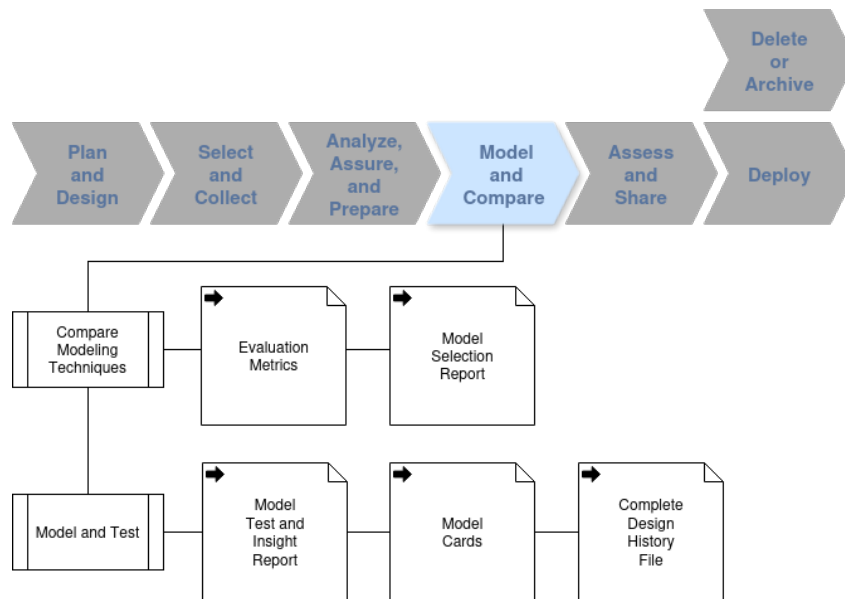 Delete
or
Archive
Plan
and
Design
Select
and
Collect
Analyze,
Assure,
and
Prepare
Model
and
Compare
Assess
and
Share
Deploy
Compare
Modeling
Techniques
Evaluation
Metrics
Model
Selection
Report
Model and Test
Model
Test and
Insight
Report
Model
Cards
Complete
Design
History
File